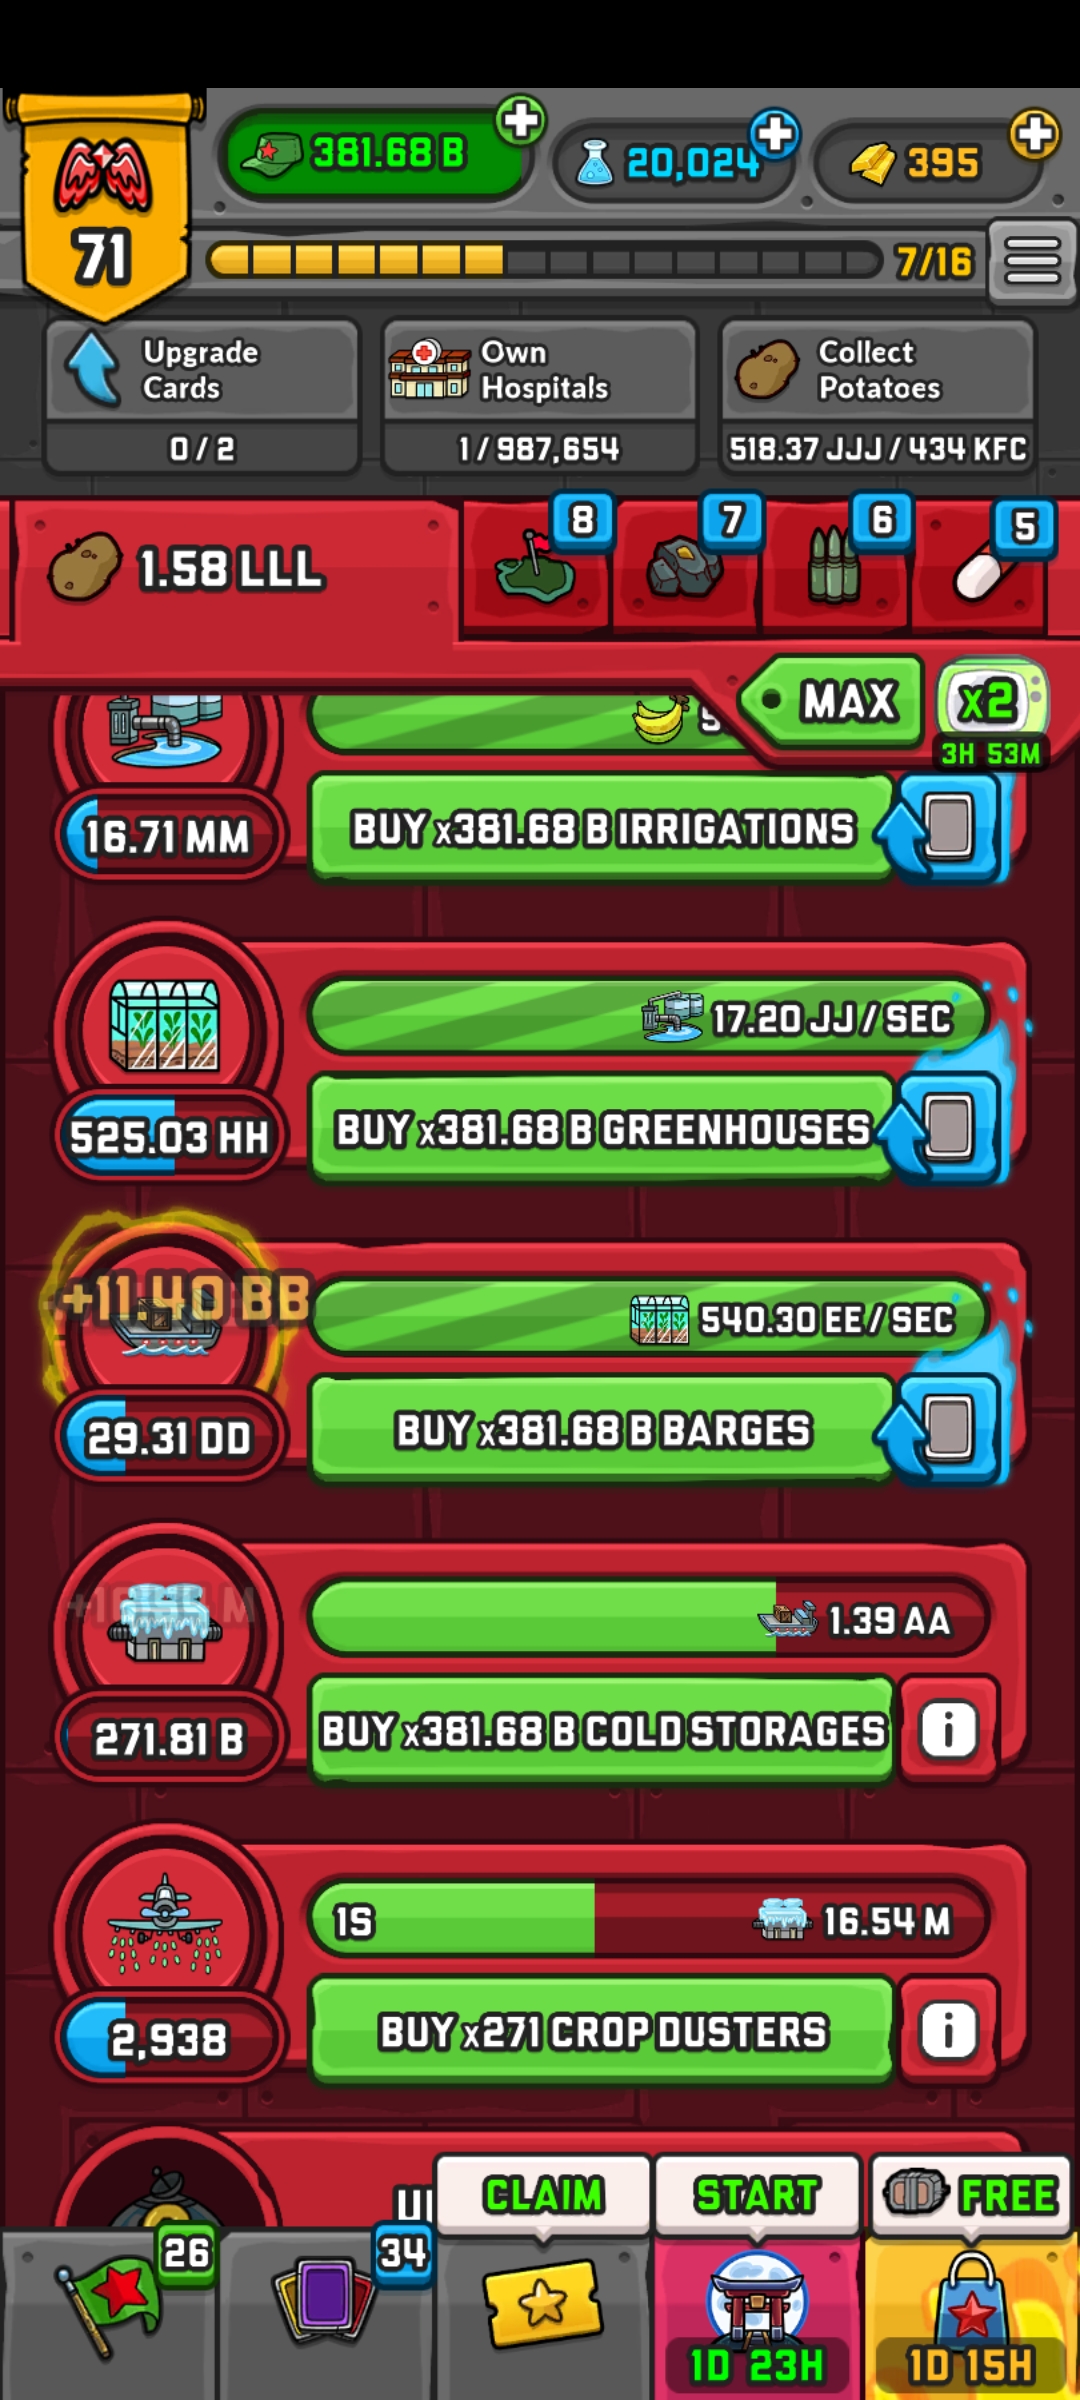 381.68 B
20,024
395
71
7/16
Upgrade
Cards
0 / 2
Own
Hospitals
1 / 987,654
Collect
Potatoes
518.37 JJJ / 434 KFC
1.58 LLL
8
7
6
5
MAX
x2
3H 53M
16.71 MM
BUY x381.68 B IRRIGATIONS
17.20 JJ / SEC
525.03 HH
BUY x381.68 B GREENHOUSES
+11.40 BB
540.30 EE / SEC
29.31 DD
BUY x381.68 B BARGES
1.39 AA
271.81 B
BUY x381.68 B COLD STORAGES
1S
16.54 M
2,938
BUY x271 CROP DUSTERS
CLAIM
START
FREE
26
34
1D 23H
1D 15H